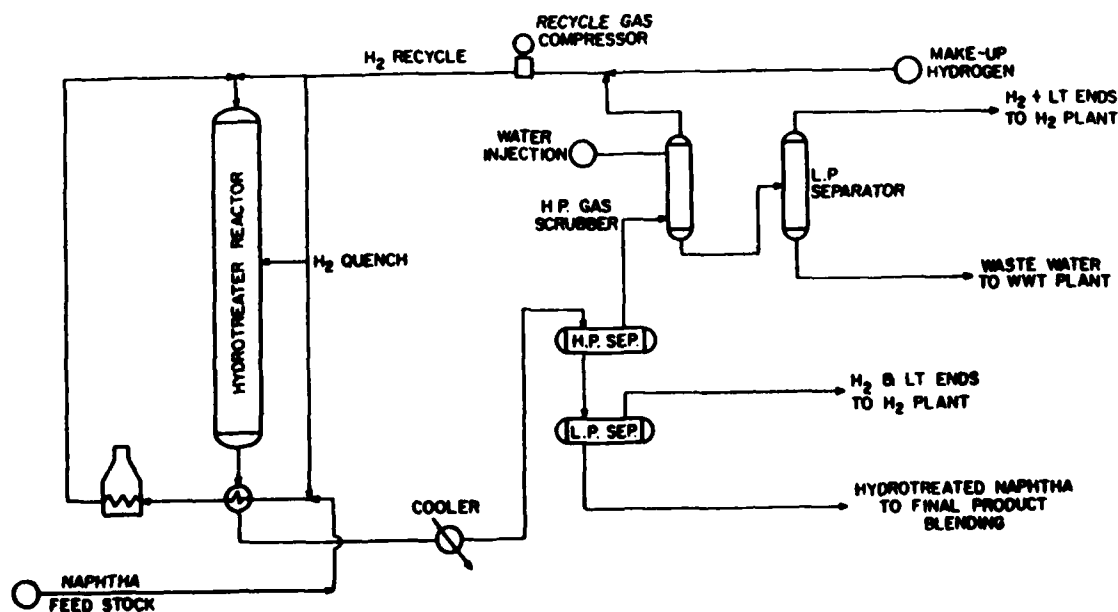 RECYCLE GAS
COMPRESSOR
H2 RECYCLE
MAKE-UP
HYDROGEN
H2 + LT ENDS
TO H2 PLANT
WATER
INJECTION
L.P
SEPARATOR
H P. GAS
SCRUBBER
HYDROTREATER REACTOR
H2 QUENCH
WASTE WATER
TO WWT PLANT
H.P. SEP.
H2 & LT ENDS
TO H2 PLANT
L.P. SEP.
HYDROTREATED NAPHTHA
TO FINAL PRODUCT
BLENDING
COOLER
NAPHTHA
FEED STOCK